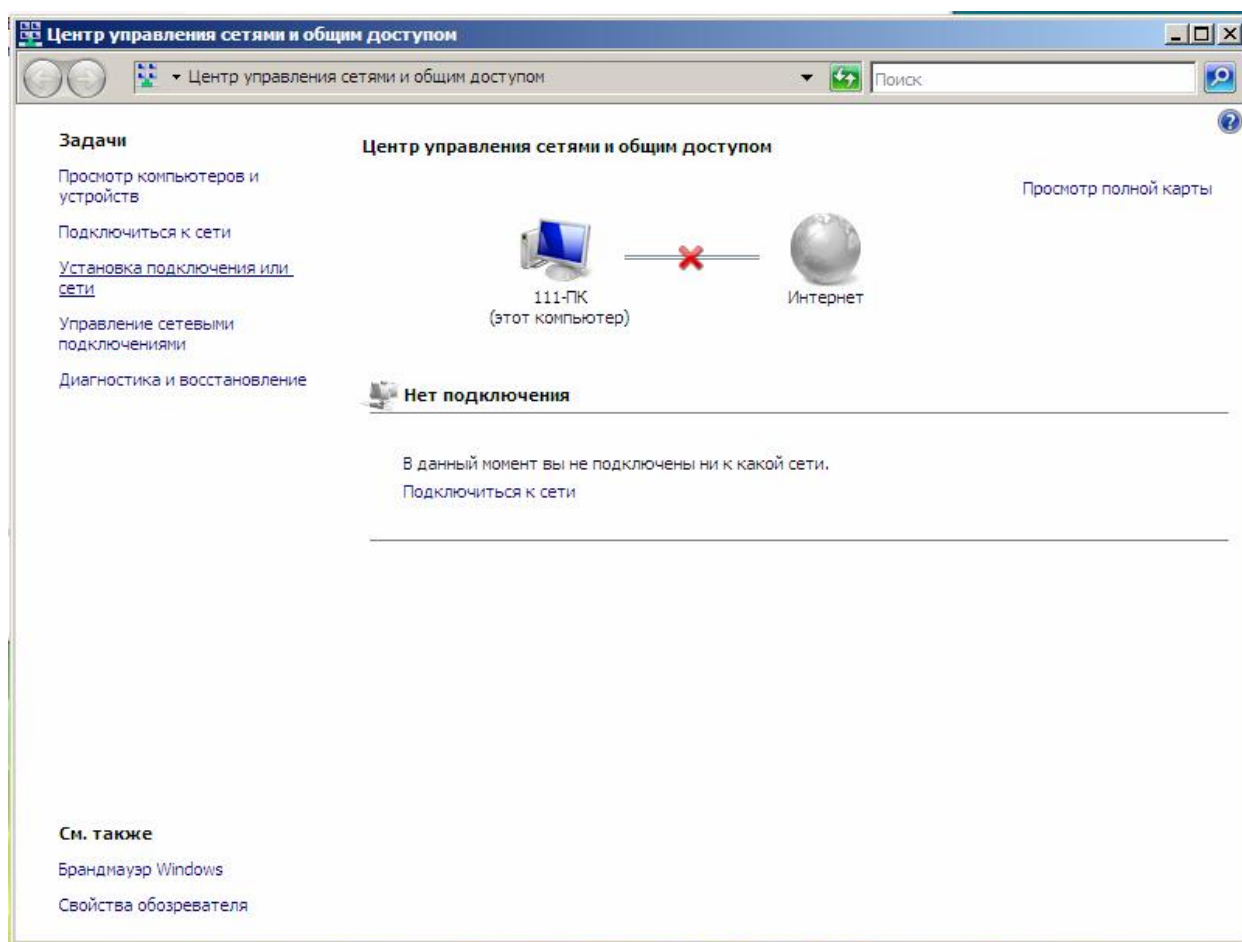 Центр управления сетями и общим доступом
Центр управления сетями и общим доступом
Поиск
Задачи
Просмотр компьютеров и
устройств
Подключиться к сети
Установка подключения или
сети
Управление сетевыми
подключениями
Диагностика и восстановление
Центр управления сетями и общим доступом
Просмотр полной карты
111-ПК
(этот компьютер)
Интернет
Нет подключения
В данный момент вы не подключены ни к какой сети.
Подключиться к сети
См. также
Брандмауэр Windows
Свойства обозревателя